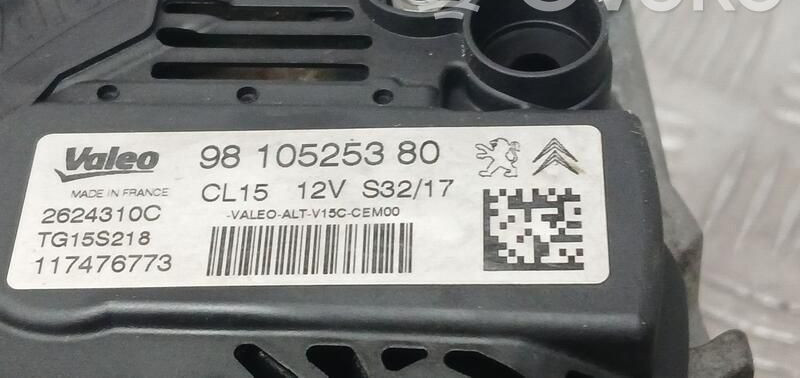 Valeo
98 105253 80
MADE IN FRANCE
CL15 12V S32/17
2624310C
-VALEO-ALT-V15C-CEM00
TG15S218
117476773